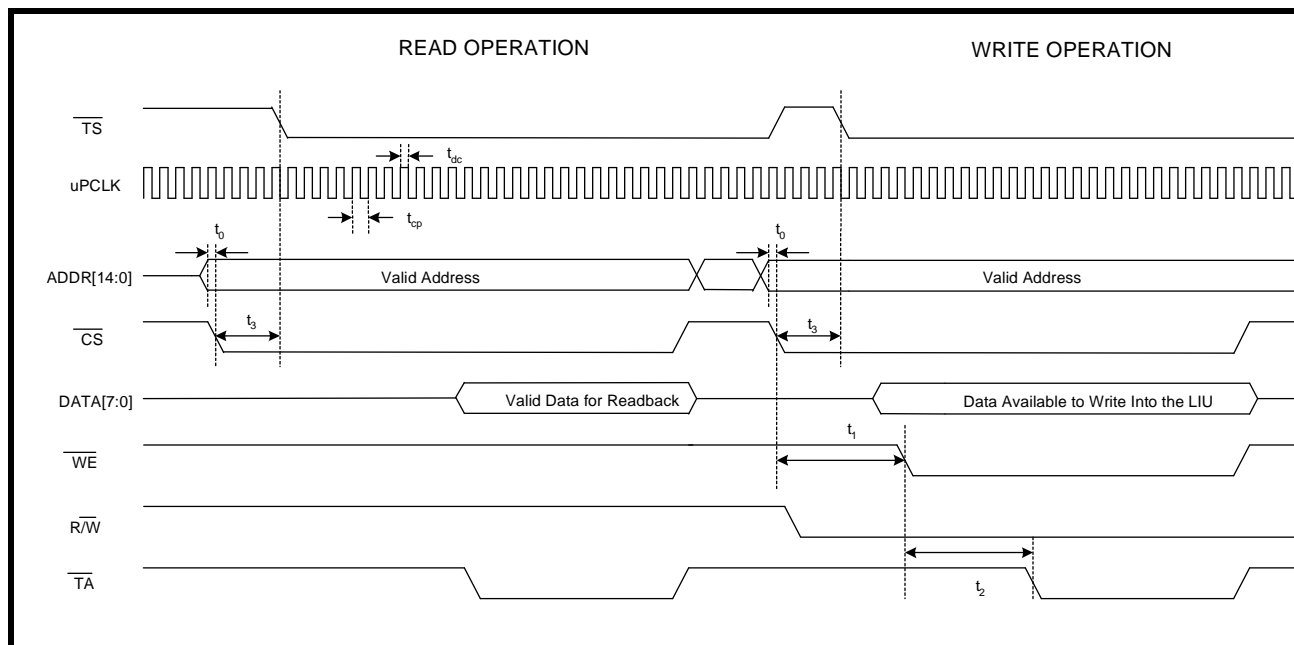 READ OPERATION WRITE OPERATION
TS
t_dc
uPCLK
t_cp
t_0 t_0
ADDR[14:0] Valid Address Valid Address
t_3 t_3
CS
DATA[7:0] Valid Data for Readback Data Available to Write Into the LIU
t_1
WE
R/W
t_2
TA